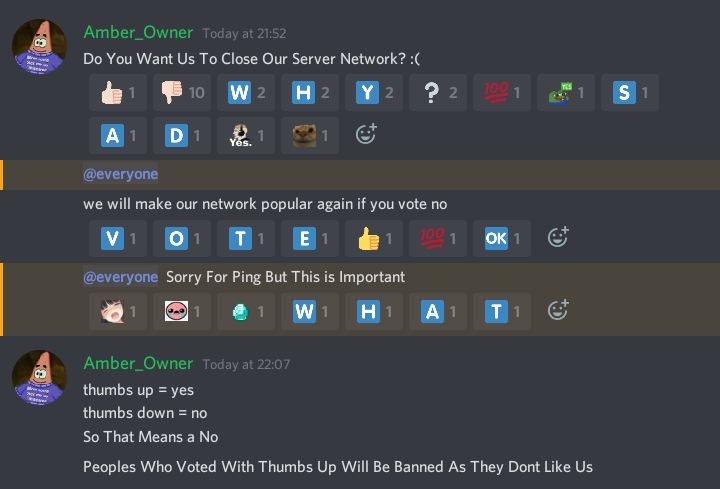 Amber_Owner Today at 21:52
Do You Want Us To Close Our Server Network? :(
1 10 W 2 H 2 Y 2 ? 2 100 1 YES 1 S 1
A 1 D 1 Yes. 1 1
@everyone
we will make our network popular again if you vote no
V 1 O 1 T 1 E 1 1 100 1 OK 1
@everyone Sorry For Ping But This is Important
1 1 1 W 1 H 1 A 1 T 1
Amber_Owner Today at 22:07
thumbs up = yes
thumbs down = no
So That Means a No
Peoples Who Voted With Thumbs Up Will Be Banned As They Dont Like Us